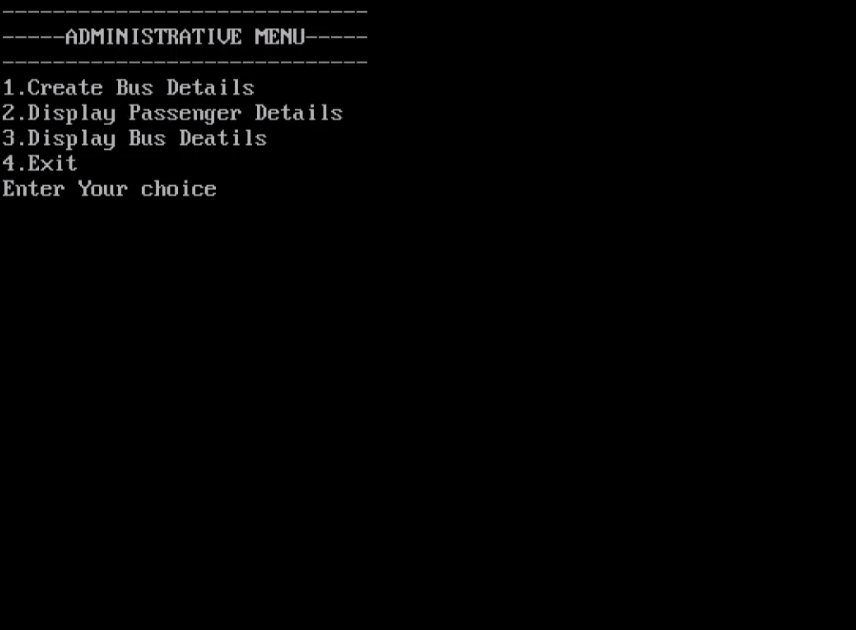 -----------------------------
-----ADMINISTRATIVE MENU-----
-----------------------------
1.Create Bus Details
2.Display Passenger Details
3.Display Bus Deatils
4.Exit
Enter Your choice